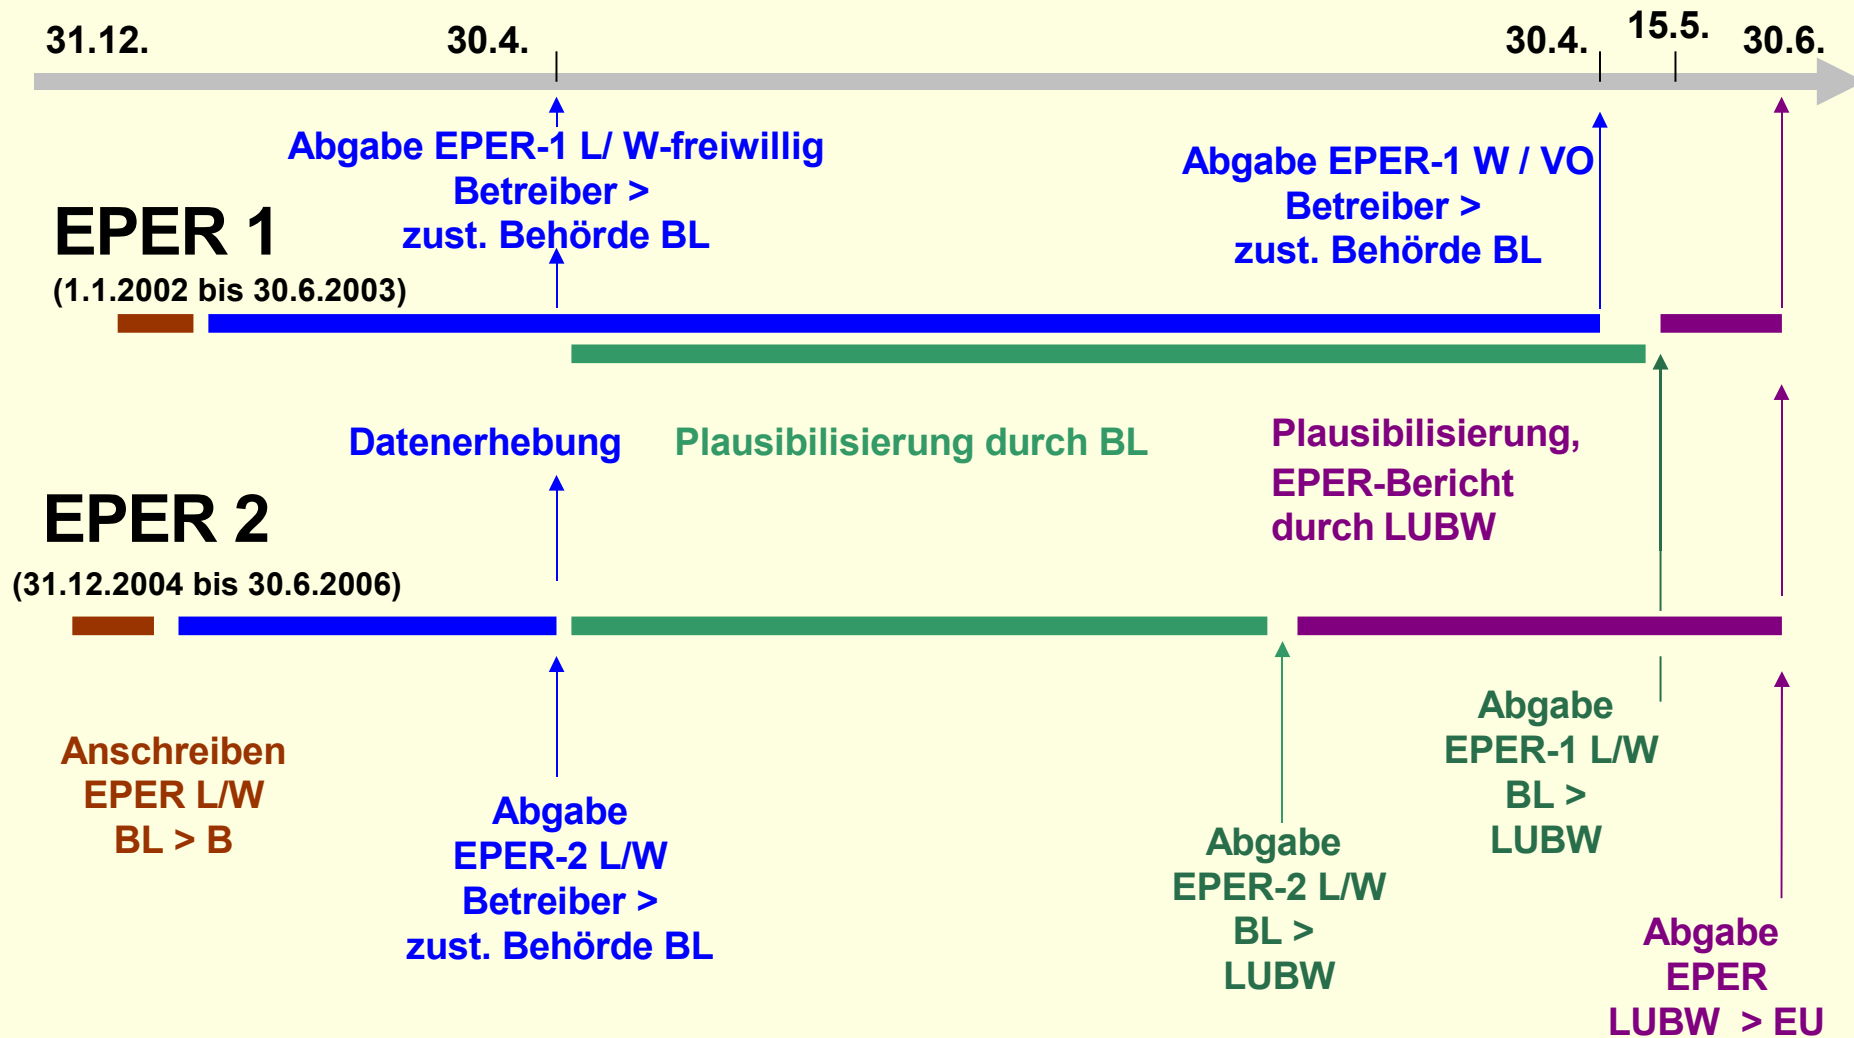 31.12.
30.4.
30.4.
15.5.
30.6.
Abgabe EPER-1 L/ W-freiwillig
Betreiber >
zust. Behörde BL
Abgabe EPER-1 W / VO
Betreiber >
zust. Behörde BL
EPER 1
(1.1.2002 bis 30.6.2003)
Datenerhebung
Plausibilisierung durch BL
Plausibilisierung,
EPER-Bericht
durch LUBW
EPER 2
(31.12.2004 bis 30.6.2006)
Anschreiben
EPER L/W
BL > B
Abgabe
EPER-2 L/W
Betreiber >
zust. Behörde BL
Abgabe
EPER-2 L/W
BL >
LUBW
Abgabe
EPER-1 L/W
BL >
LUBW
Abgabe
EPER
LUBW > EU